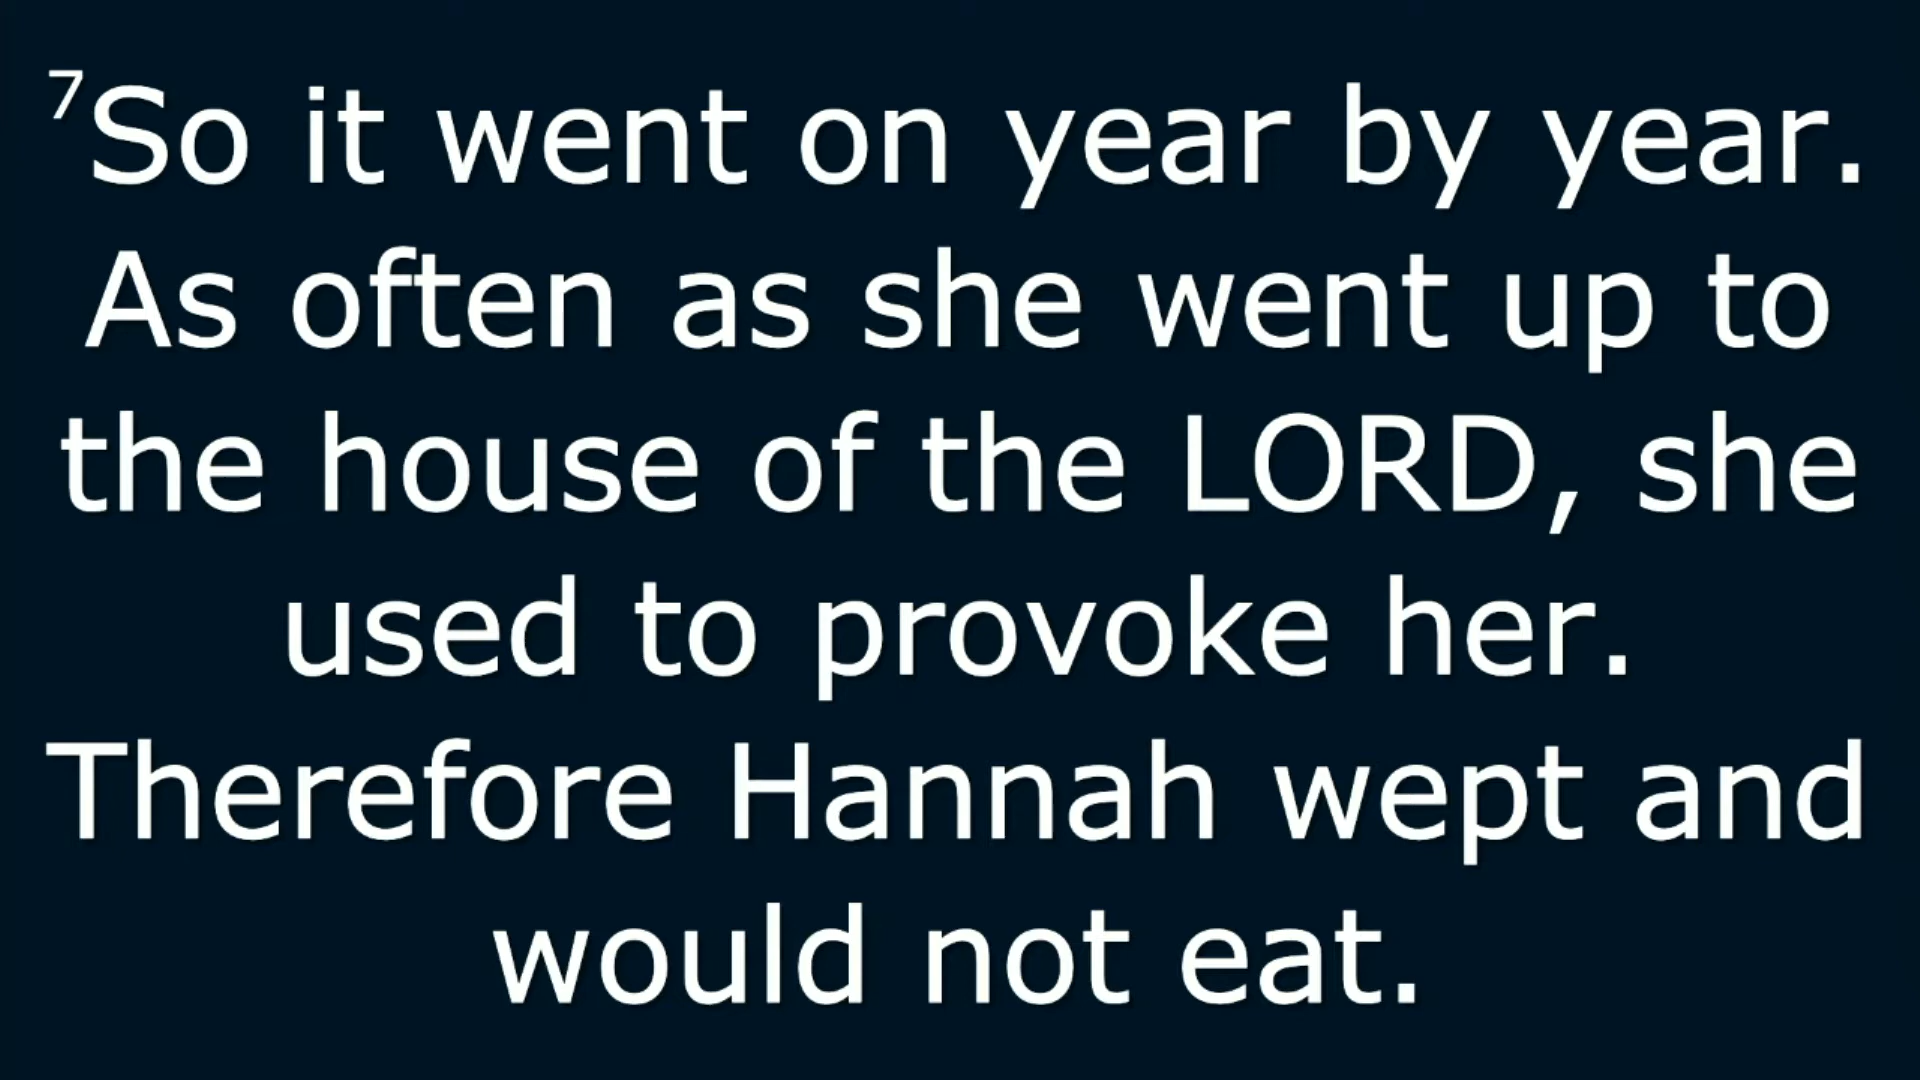 7So it went on year by year.
As often as she went up to
the house of the LORD, she
used to provoke her.
Therefore Hannah wept and
would not eat.